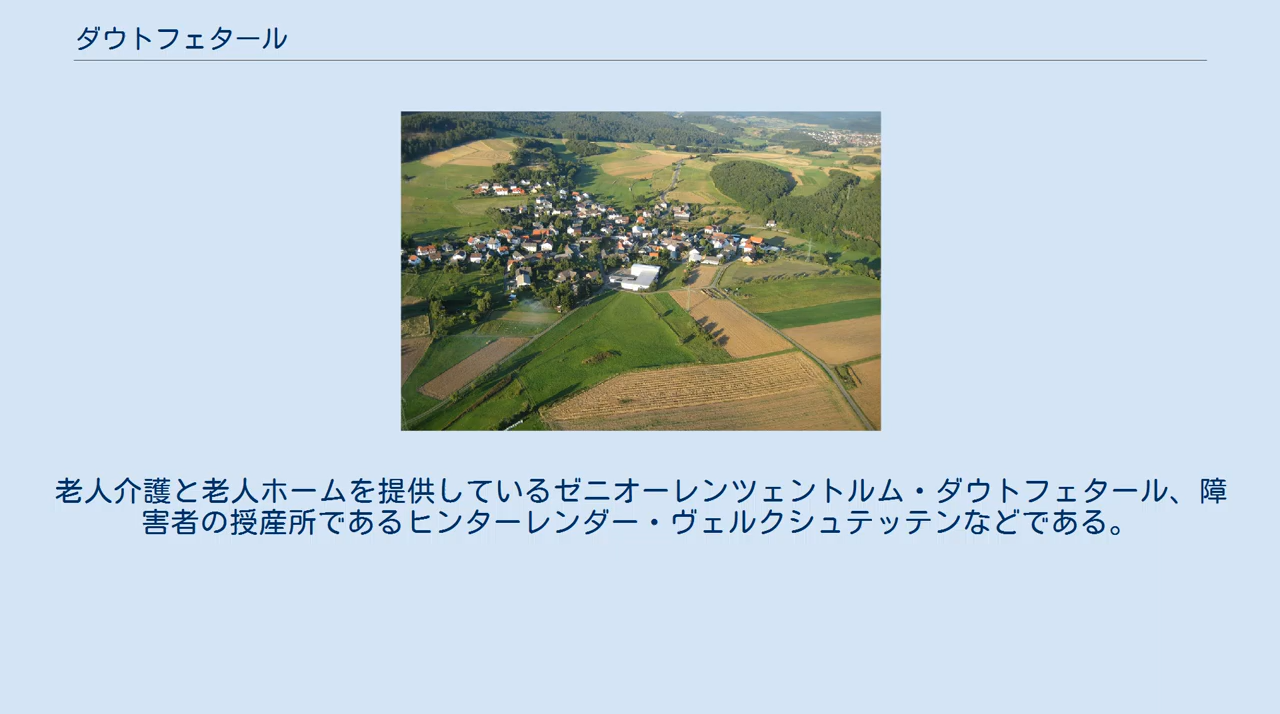 ダウトフェタール
老人介護と老人ホームを提供しているゼニオーレンツェントルム・ダウトフェタール、障
害者の授産所であるヒンターレンダー・ヴェルクシュテッテンなどである。